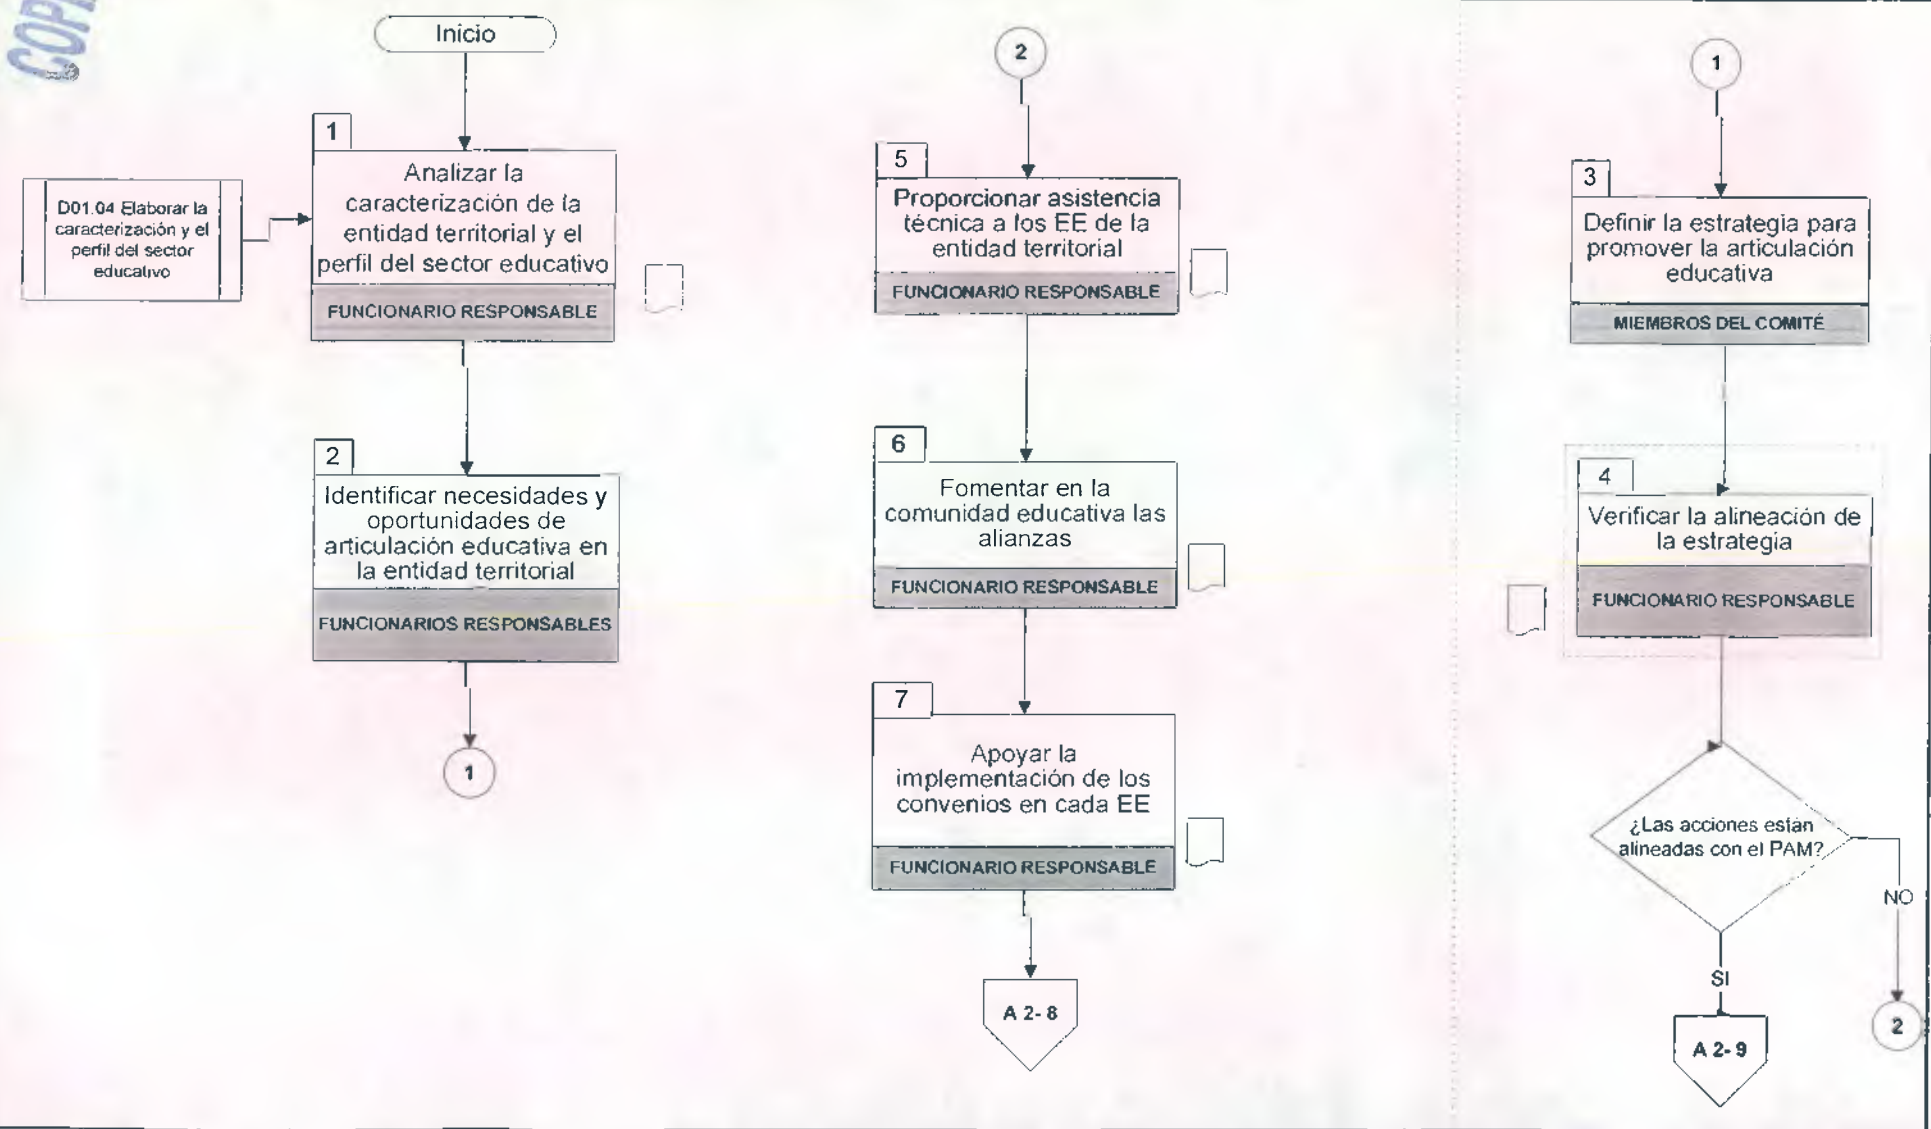 Inicio
1
Analizar la
caracterización de la
entidad territorial y el
perfil del sector educativo
FUNCIONARIO RESPONSABLE
D01.04 Elaborar la
caracterización y el
perfil del sector
educativo
2
Identificar necesidades y
oportunidades de
articulación educativa en
la entidad territorial
FUNCIONARIOS RESPONSABLES
1
2
5
Proporcionar asistencia
técnica a los EE de la
entidad territorial
FUNCIONARIO RESPONSABLE
6
Fomentar en la
comunidad educativa las
alianzas
FUNCIONARIO RESPONSABLE
7
Apoyar la
implementación de los
convenios en cada EE
FUNCIONARIO RESPONSABLE
A 2- 8
1
3
Definir la estrategia para
promover la articulación
educativa
MIEMBROS DEL COMITÉ
4
Verificar la alineación de
la estrategia
FUNCIONARIO RESPONSABLE
¿Las acciones están
alineadas con el PAM?
NO
SI
2
A 2- 9